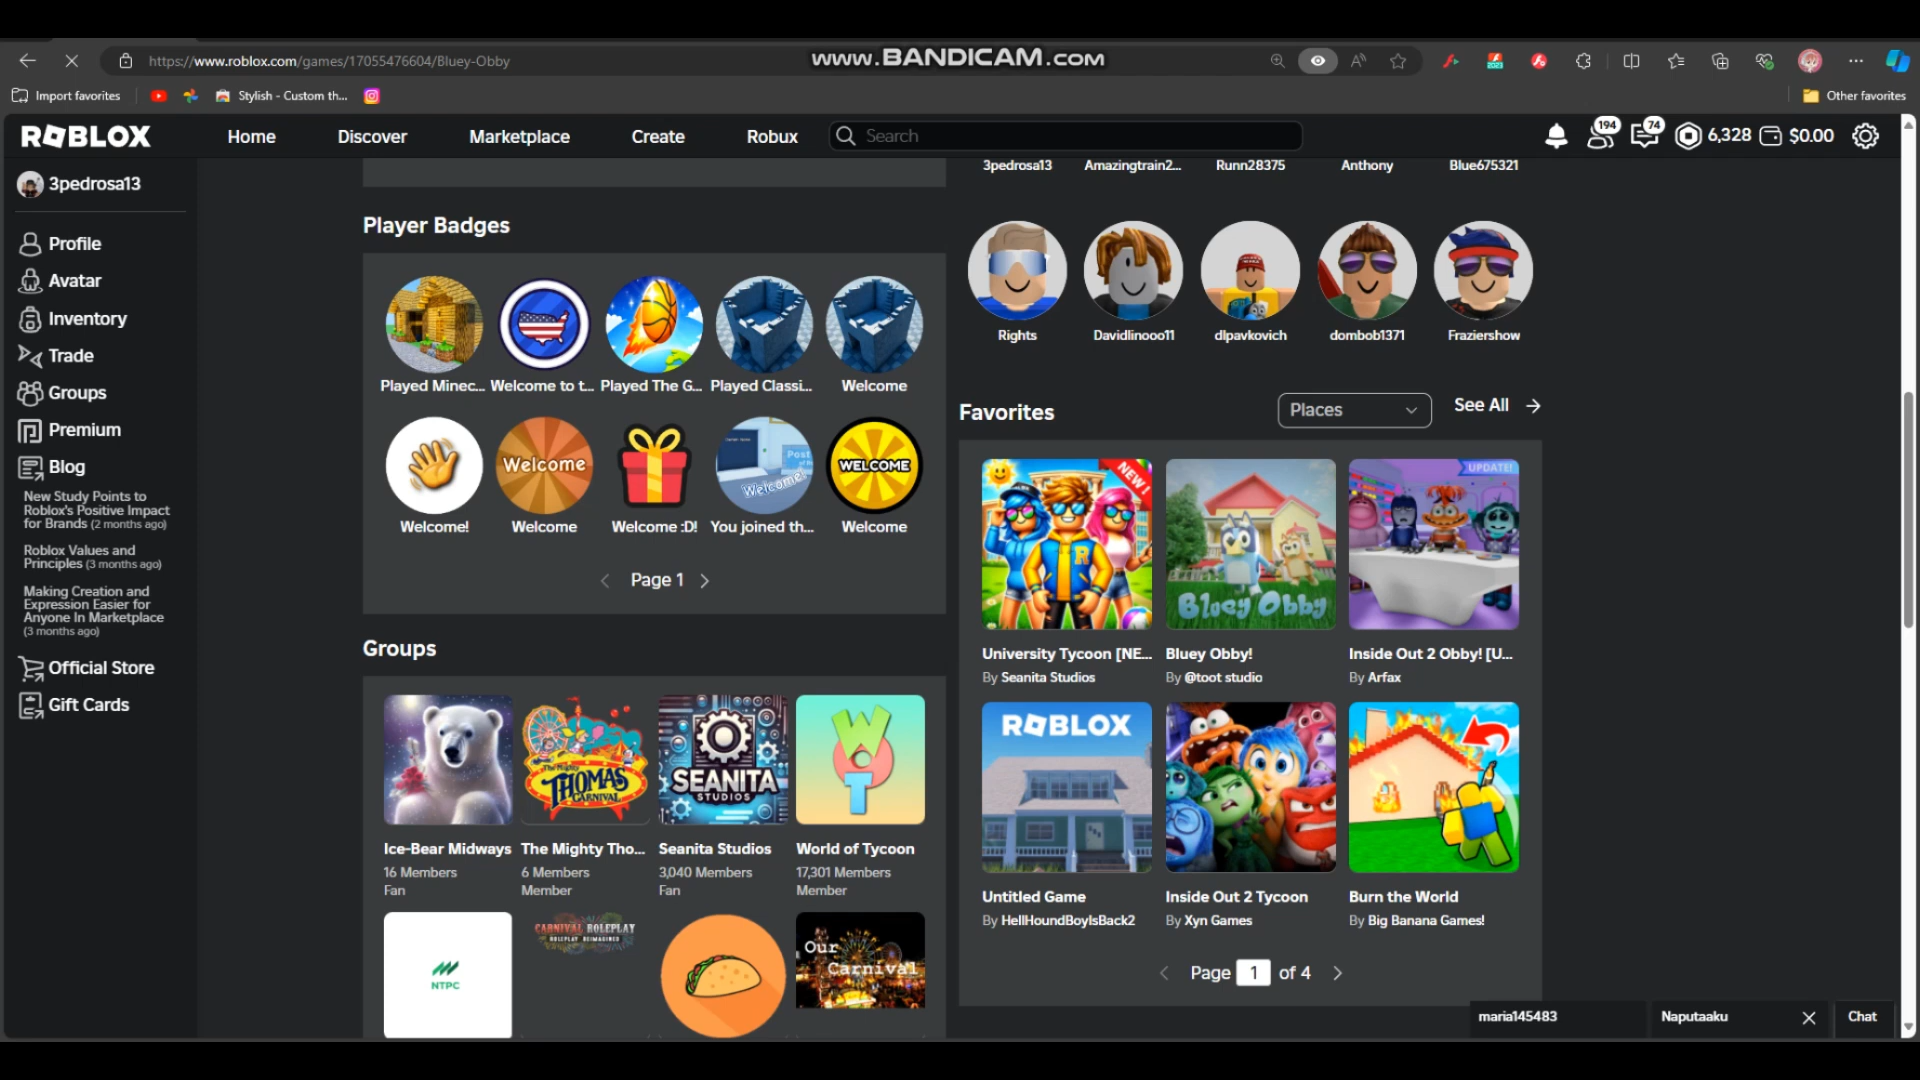 https://www.roblox.com/games/17055476604/Bluey-Obby
www.BANDICAM.com
Import favorites
Stylish - Custom th...
Other favorites
ROBLOX
Home
Discover
Marketplace
Create
Robux
Search
194
74
6,328
$0.00
3pedrosa13
Profile
Avatar
Inventory
Trade
Groups
Premium
Blog
New Study Points to
Roblox's Positive Impact
for Brands (2 months ago)
Roblox Values and
Principles (3 months ago)
Making Creation and
Expression Easier for
Anyone In Marketplace
(3 months ago)
Official Store
Gift Cards
Player Badges
Played Minec...
Welcome to t...
Played The G...
Played Classi...
Welcome
Welcome
Welcome!
WELCOME
Welcome!
Welcome
Welcome :D!
You joined th...
Welcome
Page 1
Groups
THOMAS
CARNIVAL
SEANITA
STUDIOS
WOT
Ice-Bear Midways
The Mighty Tho...
Seanita Studios
World of Tycoon
16 Members
6 Members
3,040 Members
17,301 Members
Fan
Member
Fan
Member
NTPC
CARNIVAL ROLEPLAY
ROLEPLAY REIMAGINED
Our
Carnival
3pedrosa13
Amazingtrain2...
Runn28375
Anthony
Blue675321
Rights
Davidlinooo11
dlpavkovich
dombob1371
Fraziershow
Favorites
Places
See All
NEW!
R
Bluey Obby
UPDATE!
University Tycoon [NE...
Bluey Obby!
Inside Out 2 Obby! [U...
By Seanita Studios
By @toot studio
By Arfax
ROBLOX
Untitled Game
Inside Out 2 Tycoon
Burn the World
By HellHoundBoyIsBack2
By Xyn Games
By Big Banana Games!
Page 1 of 4
maria145483
Naputaaku
Chat